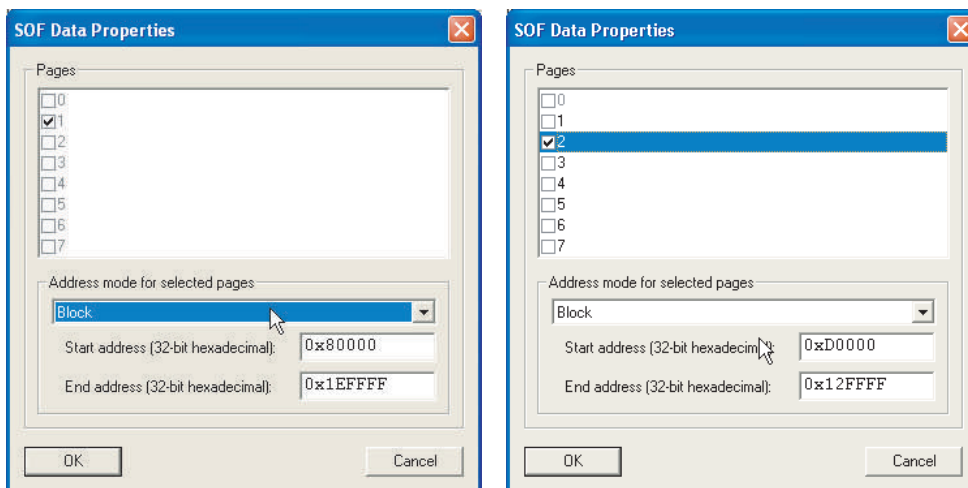 SOF Data Properties
Pages
0
1
2
3
4
5
6
7
Address mode for selected pages
Block
Start address (32-bit hexadecimal): 0x80000
End address (32-bit hexadecimal): 0x1EFFFF
OK Cancel
SOF Data Properties
Pages
0
1
2
3
4
5
6
7
Address mode for selected pages
Block
Start address (32-bit hexadecimal): 0xD0000
End address (32-bit hexadecimal): 0x12FFFF
OK Cancel